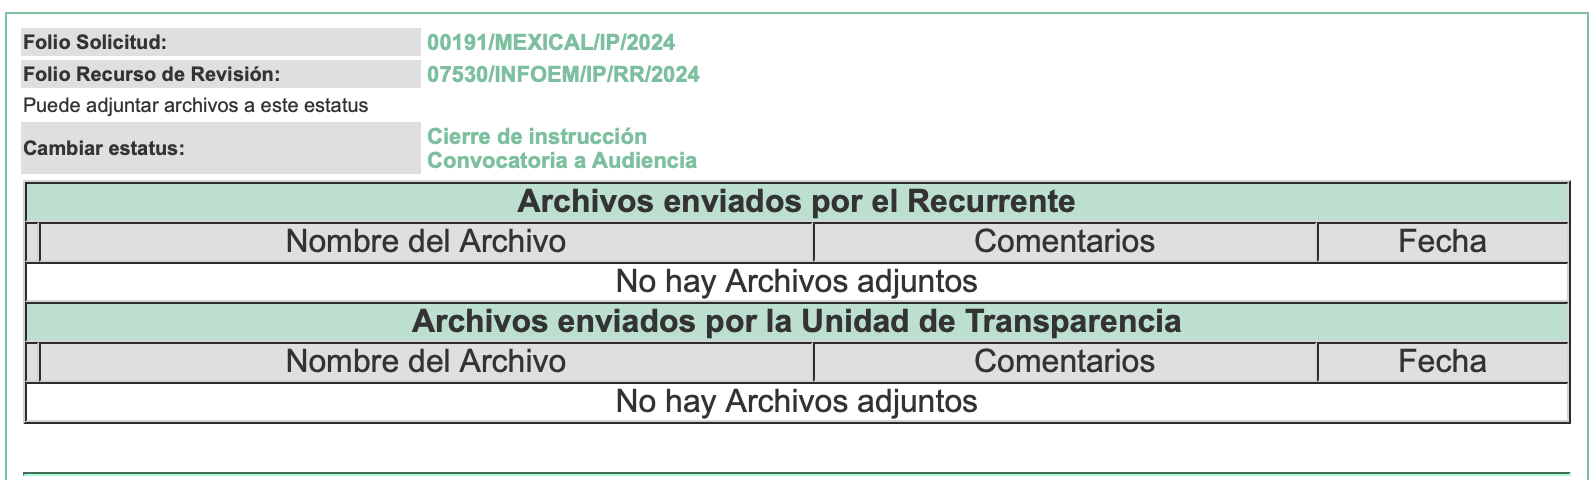 Folio Solicitud: 00191/MEXICAL/IP/2024
Folio Recurso de Revisión: 07530/INFOEM/IP/RR/2024
Puede adjuntar archivos a este estatus
Cambiar estatus: Cierre de instrucción
Convocatoria a Audiencia
Archivos enviados por el Recurrente
Nombre del Archivo Comentarios Fecha
No hay Archivos adjuntos
Archivos enviados por la Unidad de Transparencia
Nombre del Archivo Comentarios Fecha
No hay Archivos adjuntos